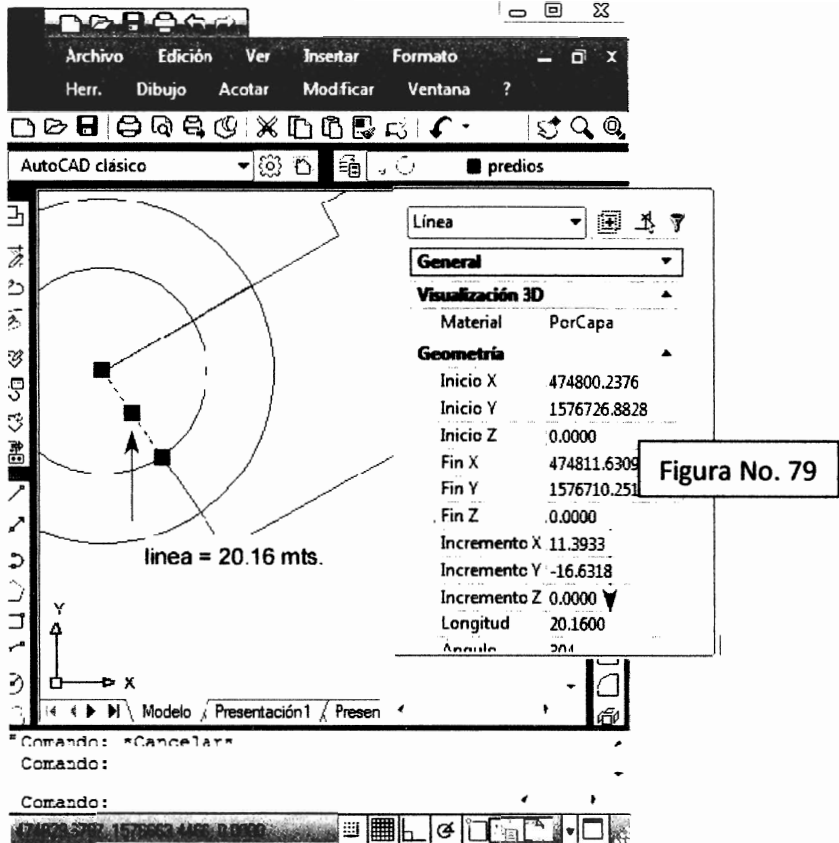 Archivo Edición Ver Insertar Formato
Herr. Dibujo Acotar Modificar Ventana ?
AutoCAD clásico
predios
Línea
General
Visualización 3D
Material PorCapa
Geometría
Inicio X 474800.2376
Inicio Y 1576726.8828
Inicio Z 0.0000
Fin X 474811.6309
Fin Y 1576710.251
Fin Z 0.0000
Incremento X 11.3933
Incremento Y -16.6318
Incremento Z 0.0000
Longitud 20.1600
Figura No. 79
linea = 20.16 mts.
Y
X
Modelo Presentación1 Presen
Comando: *Cancelar*
Comando:
Comando: